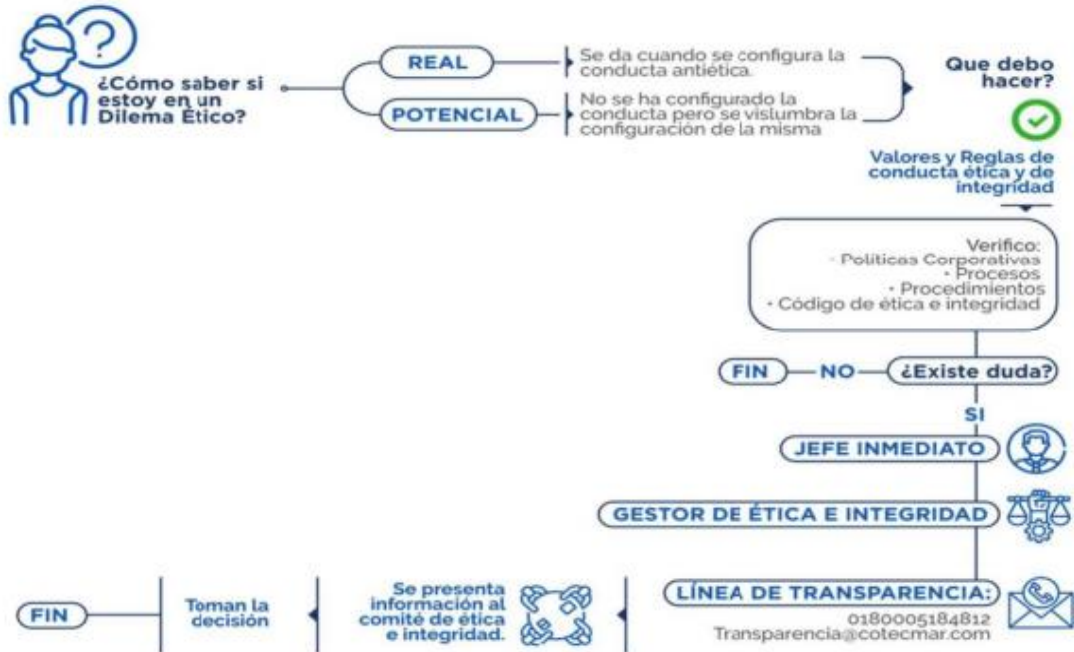 ¿Cómo saber si
estoy en un
Dilema Ético?
REAL
Se da cuando se configura la
conducta antiética.
POTENCIAL
No se ha configurado la
conducta pero se vislumbra la
configuración de la misma
Que debo
hacer?
Valores y Reglas de
conducta ética y de
integridad
Verifico:
· Políticas Corporativas
• Procesos
• Procedimientos
• Código de ética e integridad
¿Existe duda?
NO
FIN
SI
JEFE INMEDIATO
GESTOR DE ÉTICA E INTEGRIDAD
LÍNEA DE TRANSPARENCIA:
0180005184812
Transparencia@cotecmar.com
Se presenta
información al
comité de ética
e integridad.
Toman la
decisión
FIN